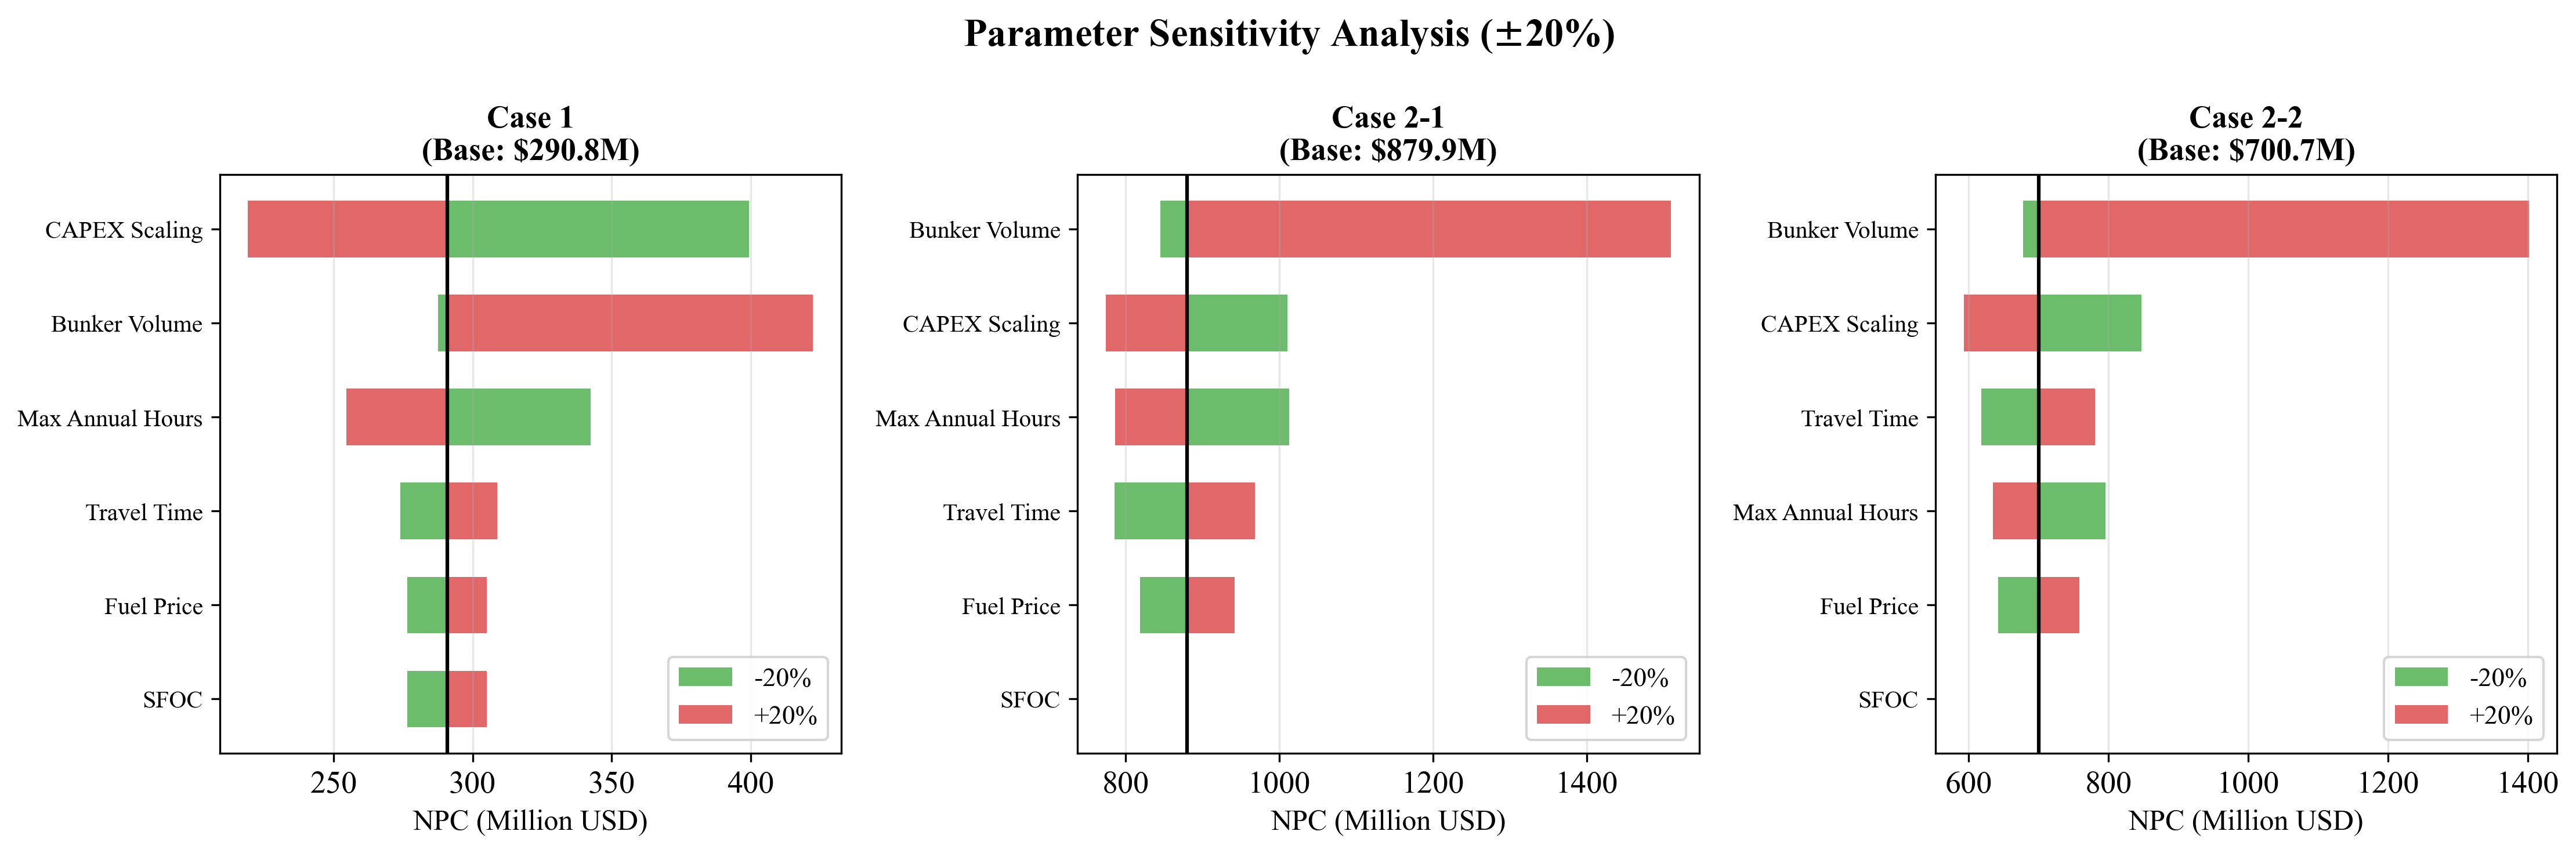 Parameter Sensitivity Analysis (±20%)
Case 1
(Base: $290.8M)
CAPEX Scaling
Bunker Volume
Max Annual Hours
Travel Time
Fuel Price
SFOC
-20%
+20%
250 300 350 400
NPC (Million USD)
Case 2-1
(Base: $879.9M)
Bunker Volume
CAPEX Scaling
Max Annual Hours
Travel Time
Fuel Price
SFOC
-20%
+20%
800 1000 1200 1400
NPC (Million USD)
Case 2-2
(Base: $700.7M)
Bunker Volume
CAPEX Scaling
Travel Time
Max Annual Hours
Fuel Price
SFOC
-20%
+20%
600 800 1000 1200 1400
NPC (Million USD)